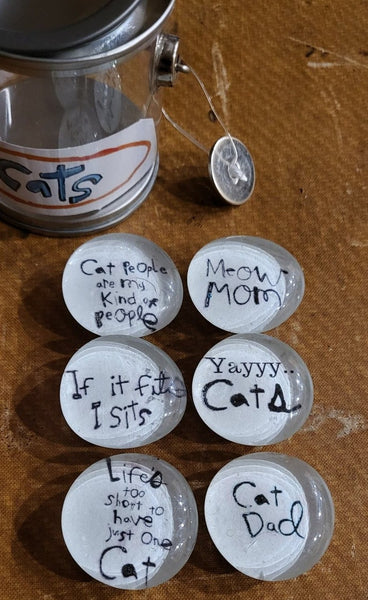 Cats
Cat People
are my
Kind of
people
Meow
MOM
If it fits
I sits
Yayyy..
Cats
Life's
too
short to
have
just one
Cat
Cat
Dad